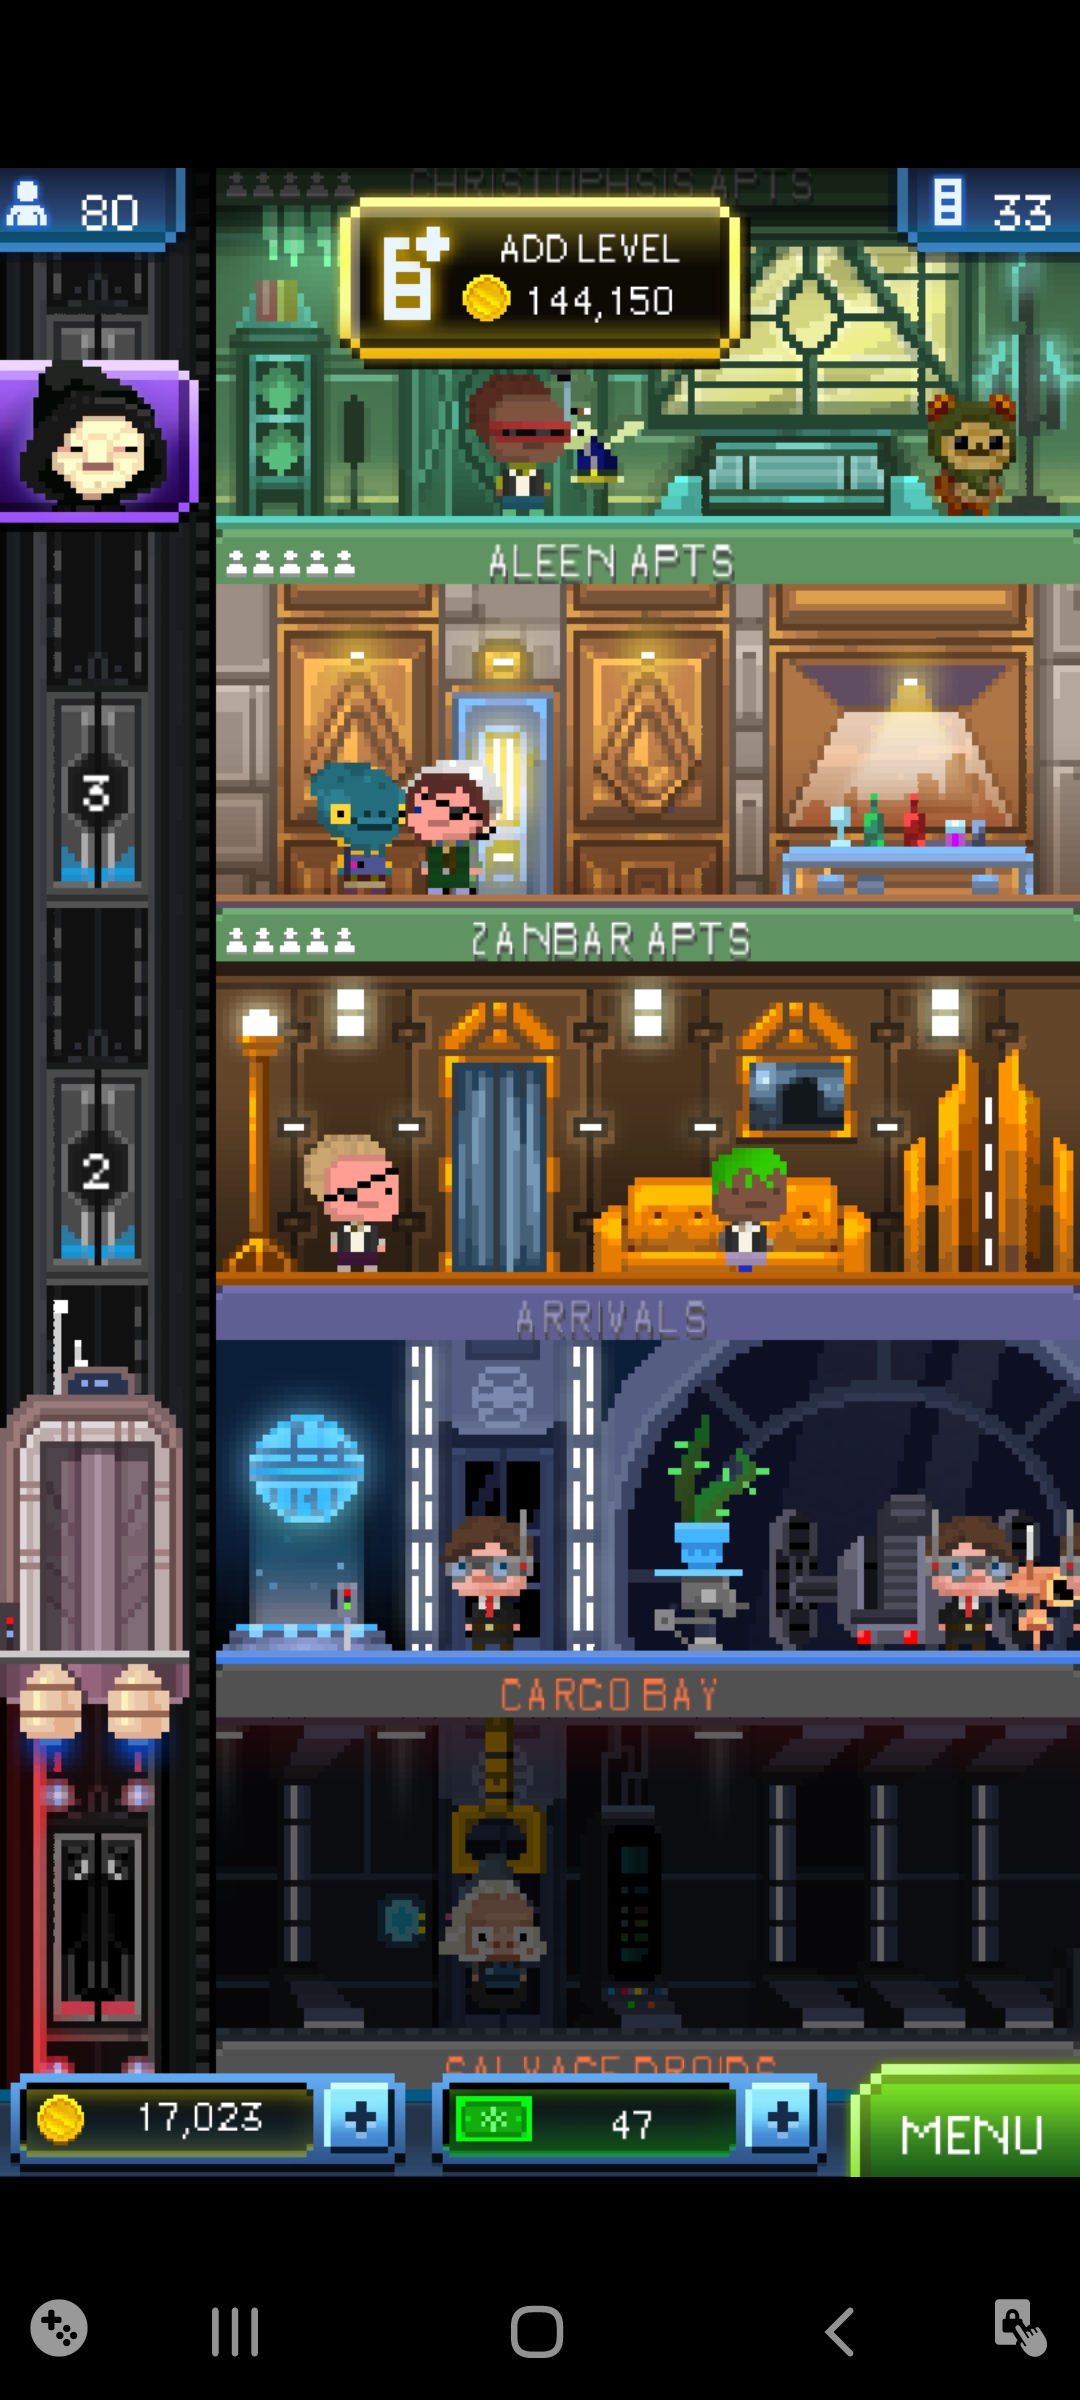 80
CHRISTOPHSIS APTS
ADD LEVEL
144,150
33
ALEEN APTS
3
ZANBAR APTS
2
ARRIVALS
1
CARGO BAY
SALVAGE DROIDS
17,023
47
MENU